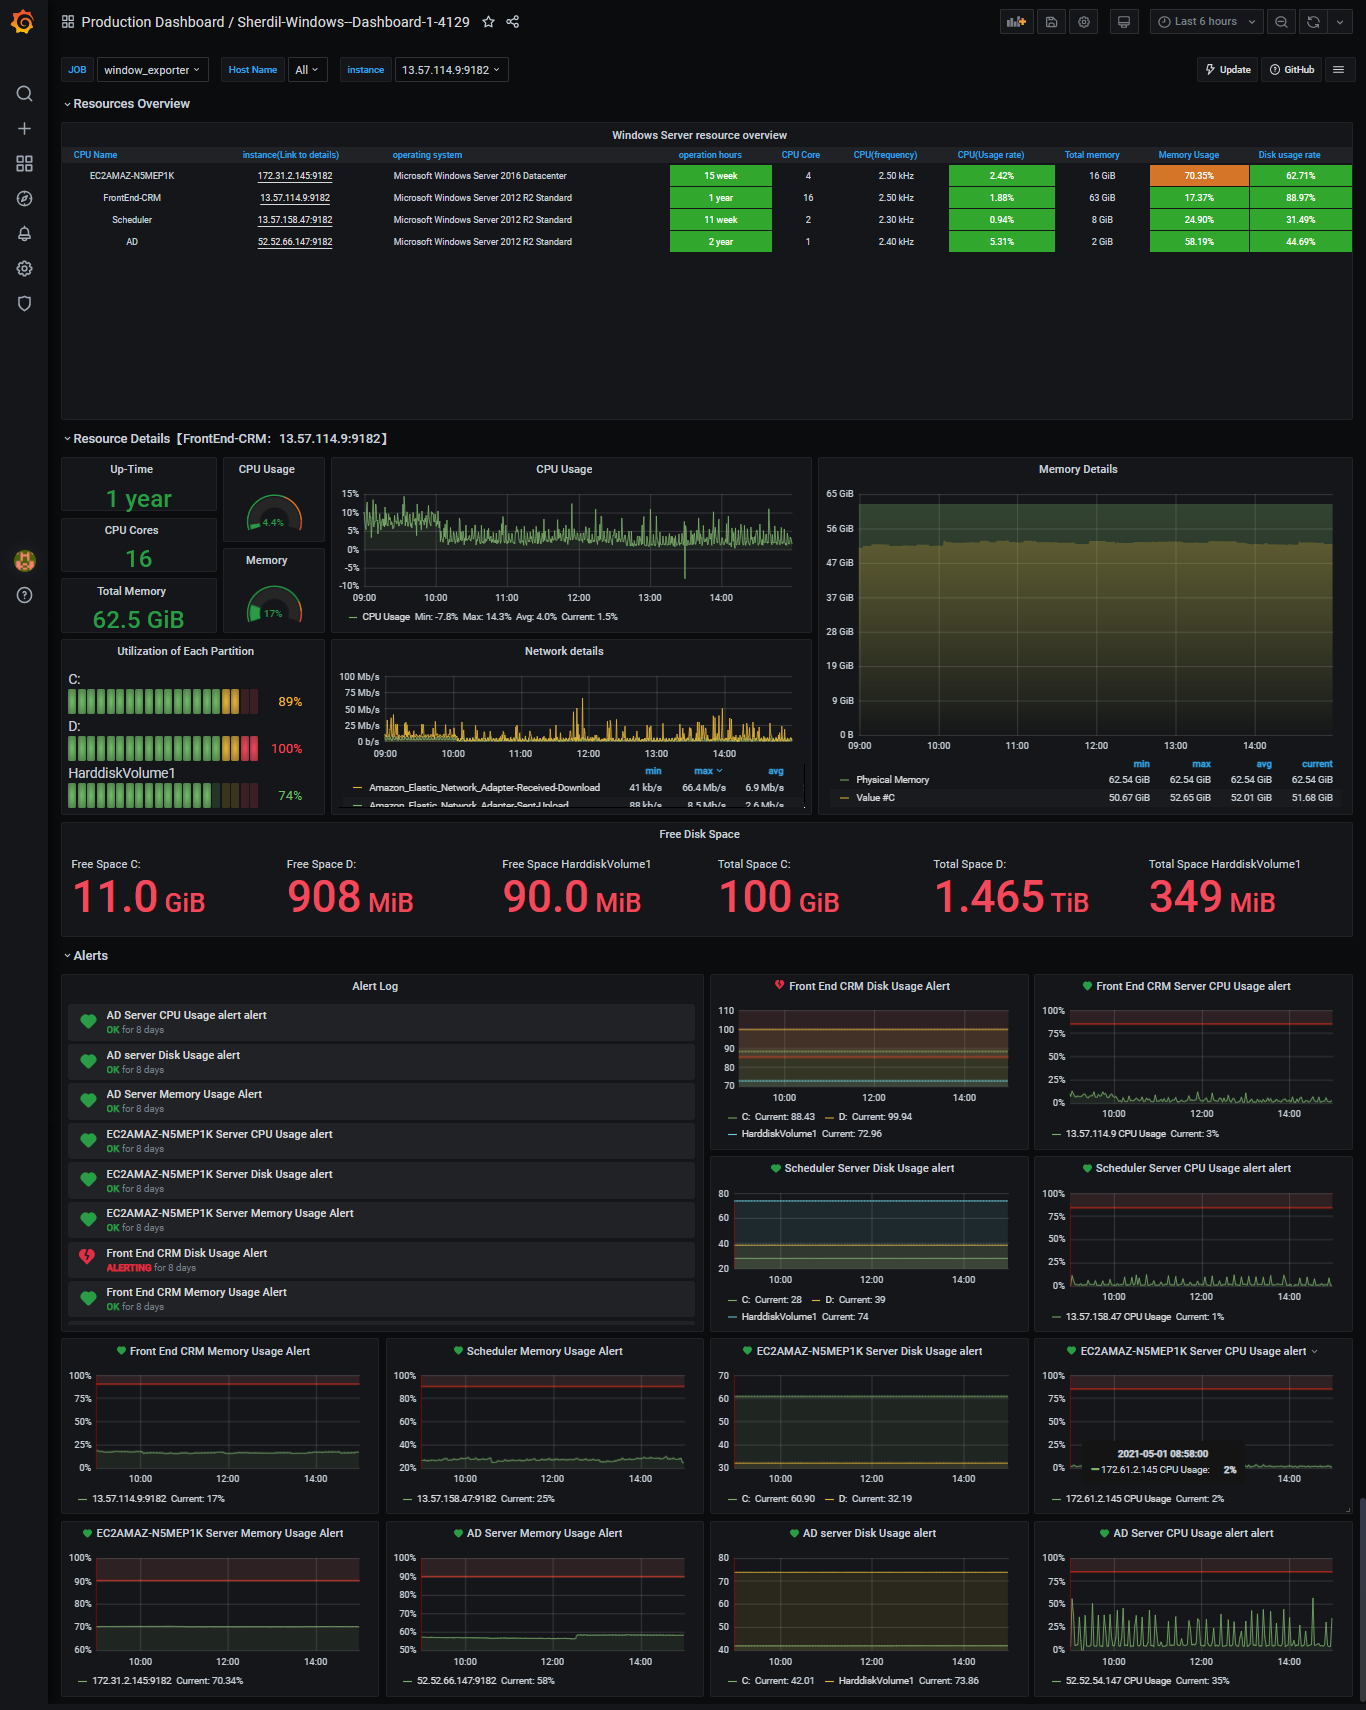 Production Dashboard / Sherdil-Windows--Dashboard-1-4129
Last 6 hours
JOB window_exporter Host Name All instance 13.57.114.9:9182
Update GitHub
Resources Overview
Windows Server resource overview
CPU Name instance(Link to details) operating system operation hours CPU Core CPU(frequency) CPU(Usage rate) Total memory Memory Usage Disk usage rate
EC2AMAZ-N5MEP1K 172.31.2.145:9182 Microsoft Windows Server 2016 Datacenter 15 week 4 2.50 kHz 2.42% 16 GiB 70.35% 62.71%
FrontEnd-CRM 13.57.114.9:9182 Microsoft Windows Server 2012 R2 Standard 1 year 16 2.50 kHz 1.88% 63 GiB 17.37% 88.97%
Scheduler 13.57.158.47:9182 Microsoft Windows Server 2012 R2 Standard 11 week 2 2.30 kHz 0.94% 8 GiB 24.90% 31.49%
AD 52.52.66.147:9182 Microsoft Windows Server 2012 R2 Standard 2 year 1 2.40 kHz 5.31% 2 GiB 58.19% 44.69%
Resource Details【FrontEnd-CRM：13.57.114.9:9182】
Up-Time
1 year
CPU Cores
16
Total Memory
62.5 GiB
CPU Usage
4.4%
Memory
17%
CPU Usage
15%
10%
5%
0%
-5%
-10%
09:00 10:00 11:00 12:00 13:00 14:00
CPU Usage Min: -7.8% Max: 14.3% Avg: 4.0% Current: 1.5%
Memory Details
65 GiB
56 GiB
47 GiB
37 GiB
28 GiB
19 GiB
9 GiB
0 B
09:00 10:00 11:00 12:00 13:00 14:00
min max avg current
Physical Memory 62.54 GiB 62.54 GiB 62.54 GiB 62.54 GiB
Value #C 50.67 GiB 52.65 GiB 52.01 GiB 51.68 GiB
Utilization of Each Partition
C:
89%
D:
100%
HarddiskVolume1
74%
Network details
100 Mb/s
75 Mb/s
50 Mb/s
25 Mb/s
0 b/s
09:00 10:00 11:00 12:00 13:00 14:00
min max avg
Amazon_Elastic_Network_Adapter-Received-Download 41 kb/s 66.4 Mb/s 6.9 Mb/s
Amazon_Elastic_Network_Adapter-Sent-Upload 88 kb/s 8.5 Mb/s 2.6 Mb/s
Free Disk Space
Free Space C: Free Space D: Free Space HarddiskVolume1 Total Space C: Total Space D: Total Space HarddiskVolume1
11.0 GiB 908 MiB 90.0 MiB 100 GiB 1.465 TiB 349 MiB
Alerts
Alert Log
AD Server CPU Usage alert alert
OK for 8 days
AD server Disk Usage alert
OK for 8 days
AD Server Memory Usage Alert
OK for 8 days
EC2AMAZ-N5MEP1K Server CPU Usage alert
OK for 8 days
EC2AMAZ-N5MEP1K Server Disk Usage alert
OK for 8 days
EC2AMAZ-N5MEP1K Server Memory Usage Alert
OK for 8 days
Front End CRM Disk Usage Alert
ALERTING for 8 days
Front End CRM Memory Usage Alert
OK for 8 days
Front End CRM Disk Usage Alert
110
100
90
80
70
10:00 12:00 14:00
C: Current: 88.43 D: Current: 99.94
HarddiskVolume1 Current: 72.96
Front End CRM Server CPU Usage alert
100%
75%
50%
25%
0%
10:00 12:00 14:00
13.57.114.9 CPU Usage Current: 3%
Scheduler Server Disk Usage alert
80
60
40
20
10:00 12:00 14:00
C: Current: 28 D: Current: 39
HarddiskVolume1 Current: 74
Scheduler Server CPU Usage alert alert
100%
75%
50%
25%
0%
10:00 12:00 14:00
13.57.158.47 CPU Usage Current: 1%
Front End CRM Memory Usage Alert
100%
75%
50%
25%
0%
10:00 12:00 14:00
13.57.114.9:9182 Current: 17%
Scheduler Memory Usage Alert
100%
80%
60%
40%
20%
10:00 12:00 14:00
13.57.158.47:9182 Current: 25%
EC2AMAZ-N5MEP1K Server Disk Usage alert
70
60
50
40
30
10:00 12:00 14:00
C: Current: 60.90 D: Current: 32.19
EC2AMAZ-N5MEP1K Server CPU Usage alert
100%
75%
50%
25%
0%
2021-05-01 08:58:00
172.61.2.145 CPU Usage: 2%
14:00
172.61.2.145 CPU Usage Current: 2%
EC2AMAZ-N5MEP1K Server Memory Usage Alert
100%
90%
80%
70%
60%
10:00 12:00 14:00
172.31.2.145:9182 Current: 70.34%
AD Server Memory Usage Alert
100%
90%
80%
70%
60%
50%
10:00 12:00 14:00
52.52.66.147:9182 Current: 58%
AD server Disk Usage alert
80
70
60
50
40
10:00 12:00 14:00
C: Current: 42.01 HarddiskVolume1 Current: 73.86
AD Server CPU Usage alert alert
100%
75%
50%
25%
0%
10:00 12:00 14:00
52.52.54.147 CPU Usage Current: 35%